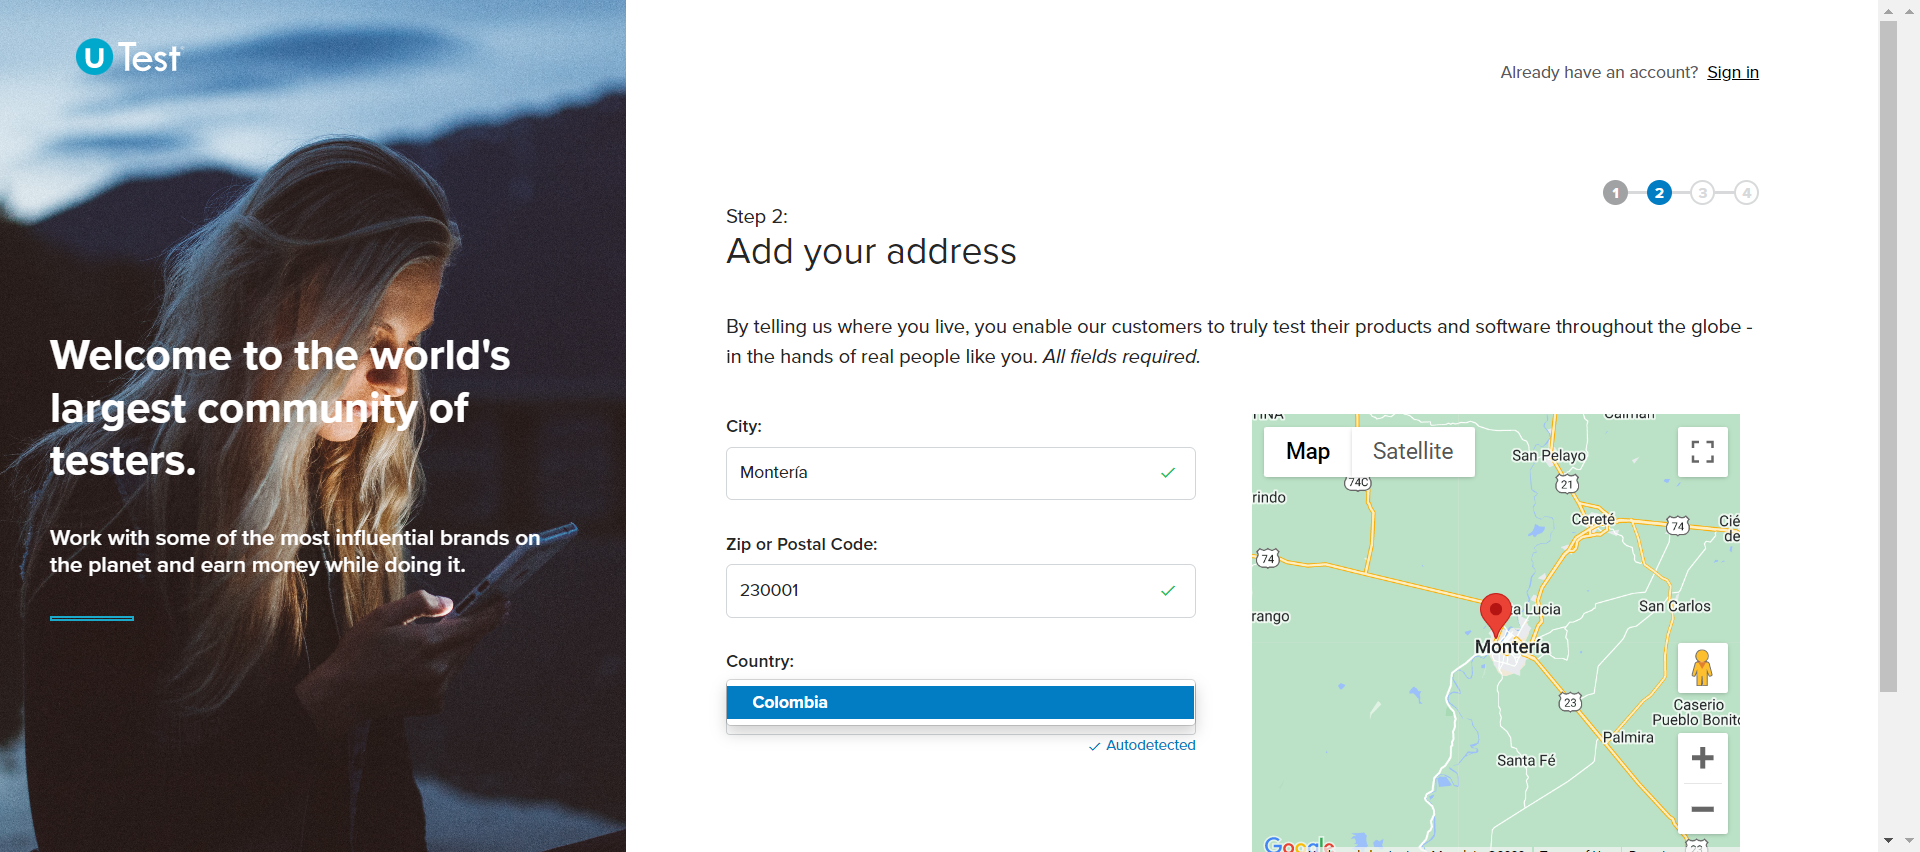 U Test
Already have an account? Sign in
1 2 3 4
Step 2:
Add your address
By telling us where you live, you enable our customers to truly test their products and software throughout the globe -
in the hands of real people like you. All fields required.
Welcome to the world's
largest community of
testers.
Work with some of the most influential brands on
the planet and earn money while doing it.
City:
Montería
Zip or Postal Code:
230001
Country:
Colombia
Autodetected
Map Satellite
San Pelayo
74C
21
rindo
Cereté
74
Cié
de
74
ta Lucia
San Carlos
rango
Montería
23
Caserio
Pueblo Bonito
Palmira
Santa Fé
23
Google